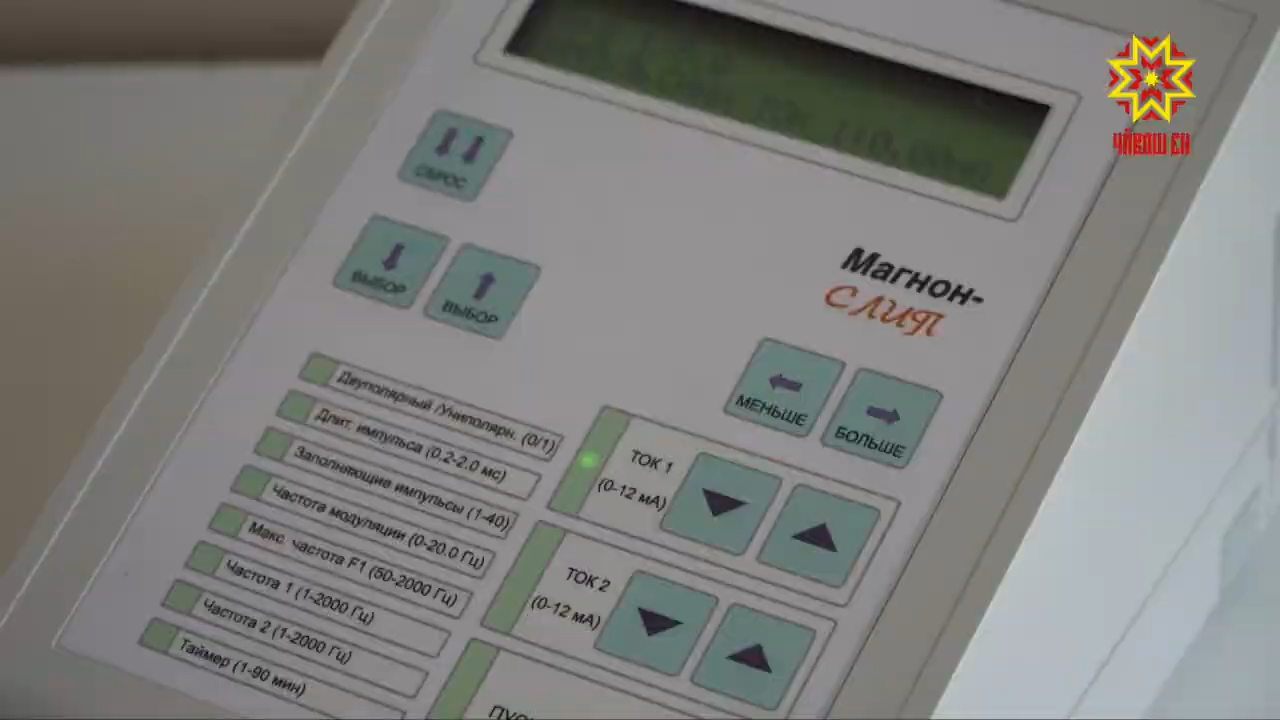 ЧӐВАШ ЕН
СБРОС
ВЫБОР
ВЫБОР
Магнон-
СЛИП
МЕНЬШЕ
БОЛЬШЕ
Двуполярный /Униполярн. (0/1)
Длит. импульса (0.2-2.0 мс)
Заполняющие импульсы (1-40)
Частота модуляции (0-20.0 Гц)
Макс. частота F1 (50-2000 Гц)
Частота 1 (1-2000 Гц)
Частота 2 (1-2000 Гц)
Таймер (1-90 мин)
ТОК 1
(0-12 мА)
ТОК 2
(0-12 мА)